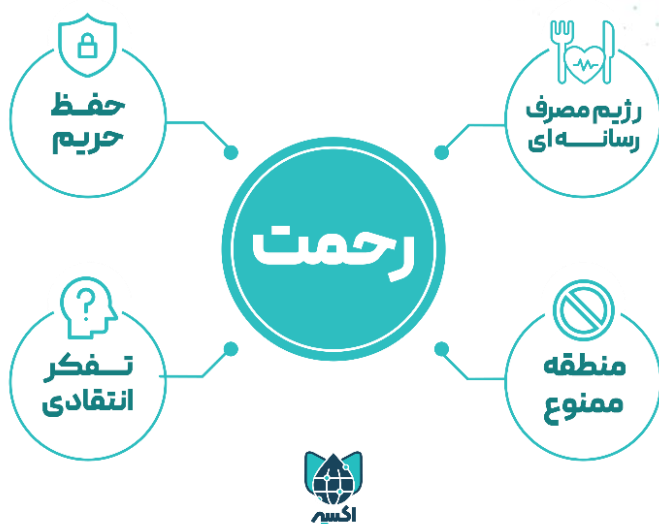 رژیم مصرف
رسانه‌ای
حفظ
حریم
رحمت
منطقه
ممنوع
تفکر
انتقادی
?
اکسیر